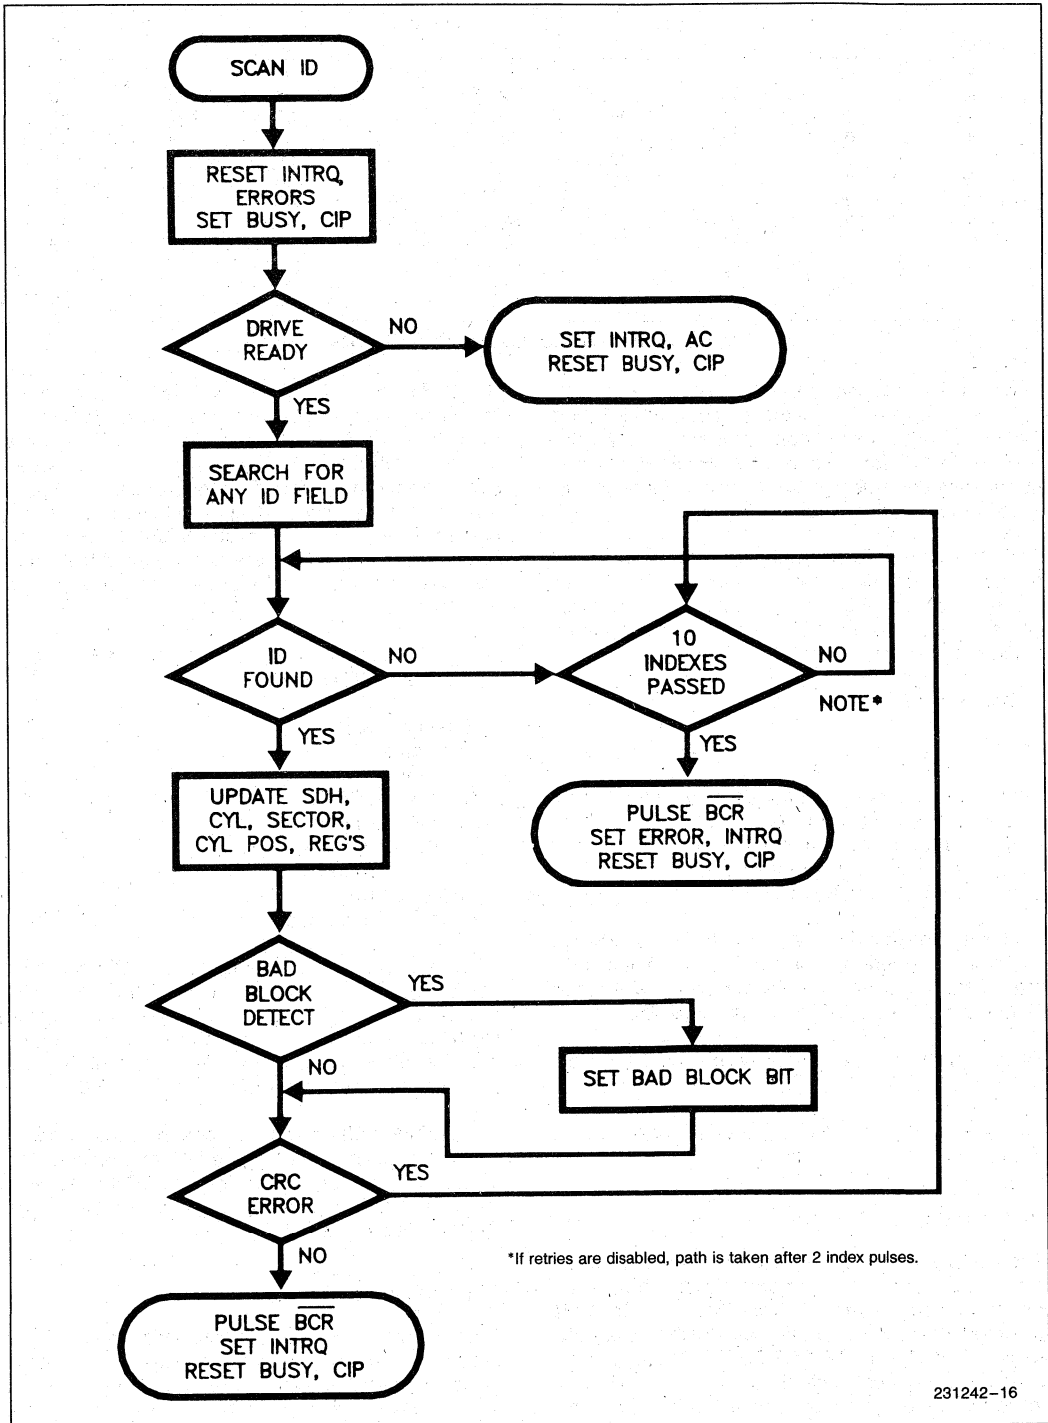 SCAN ID
RESET INTRQ,
ERRORS
SET BUSY, CIP
DRIVE
READY
NO
SET INTRQ, AC
RESET BUSY, CIP
YES
SEARCH FOR
ANY ID FIELD
ID
FOUND
NO
10
INDEXES
PASSED
NO
NOTE*
YES
YES
UPDATE SDH,
CYL, SECTOR,
CYL POS, REG'S
PULSE B̅C̅R̅
SET ERROR, INTRQ
RESET BUSY, CIP
BAD
BLOCK
DETECT
YES
NO
SET BAD BLOCK BIT
CRC
ERROR
YES
NO
*If retries are disabled, path is taken after 2 index pulses.
PULSE B̅C̅R̅
SET INTRQ
RESET BUSY, CIP
231242–16